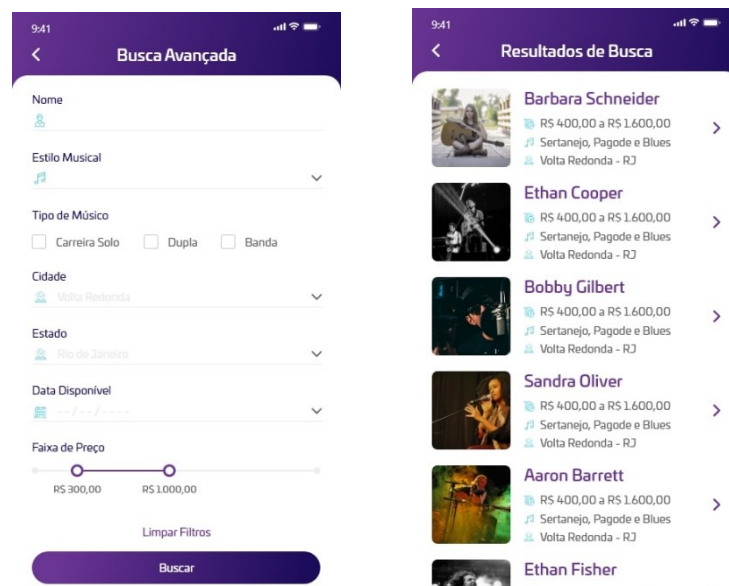 9:41
Busca Avançada
Nome
Estilo Musical
Tipo de Músico
Carreira Solo Dupla Banda
Cidade
Volta Redonda
Estado
Rio de Janeiro
Data Disponível
--/--/----
Faixa de Preço
R$ 300,00 R$ 1.000,00
Limpar Filtros
Buscar
9:41
Resultados de Busca
Barbara Schneider
R$ 400,00 a R$ 1.600,00
Sertanejo, Pagode e Blues
Volta Redonda - RJ
Ethan Cooper
R$ 400,00 a R$ 1.600,00
Sertanejo, Pagode e Blues
Volta Redonda - RJ
Bobby Gilbert
R$ 400,00 a R$ 1.600,00
Sertanejo, Pagode e Blues
Volta Redonda - RJ
Sandra Oliver
R$ 400,00 a R$ 1.600,00
Sertanejo, Pagode e Blues
Volta Redonda - RJ
Aaron Barrett
R$ 400,00 a R$ 1.600,00
Sertanejo, Pagode e Blues
Volta Redonda - RJ
Ethan Fisher